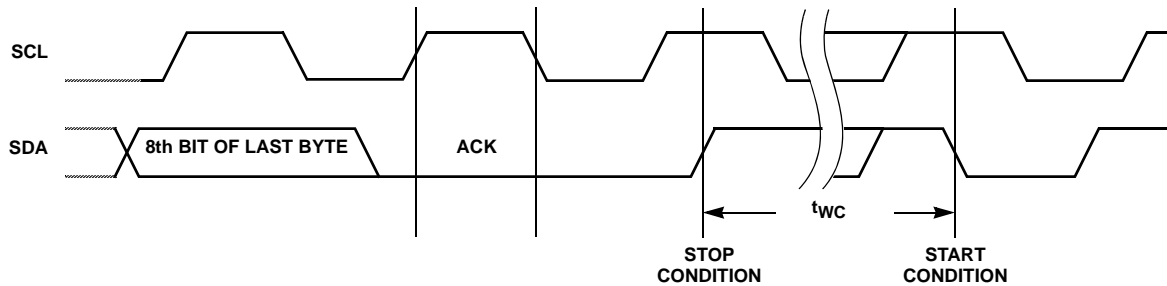 SCL
SDA
8th BIT OF LAST BYTE
ACK
tWC
STOP
CONDITION
START
CONDITION